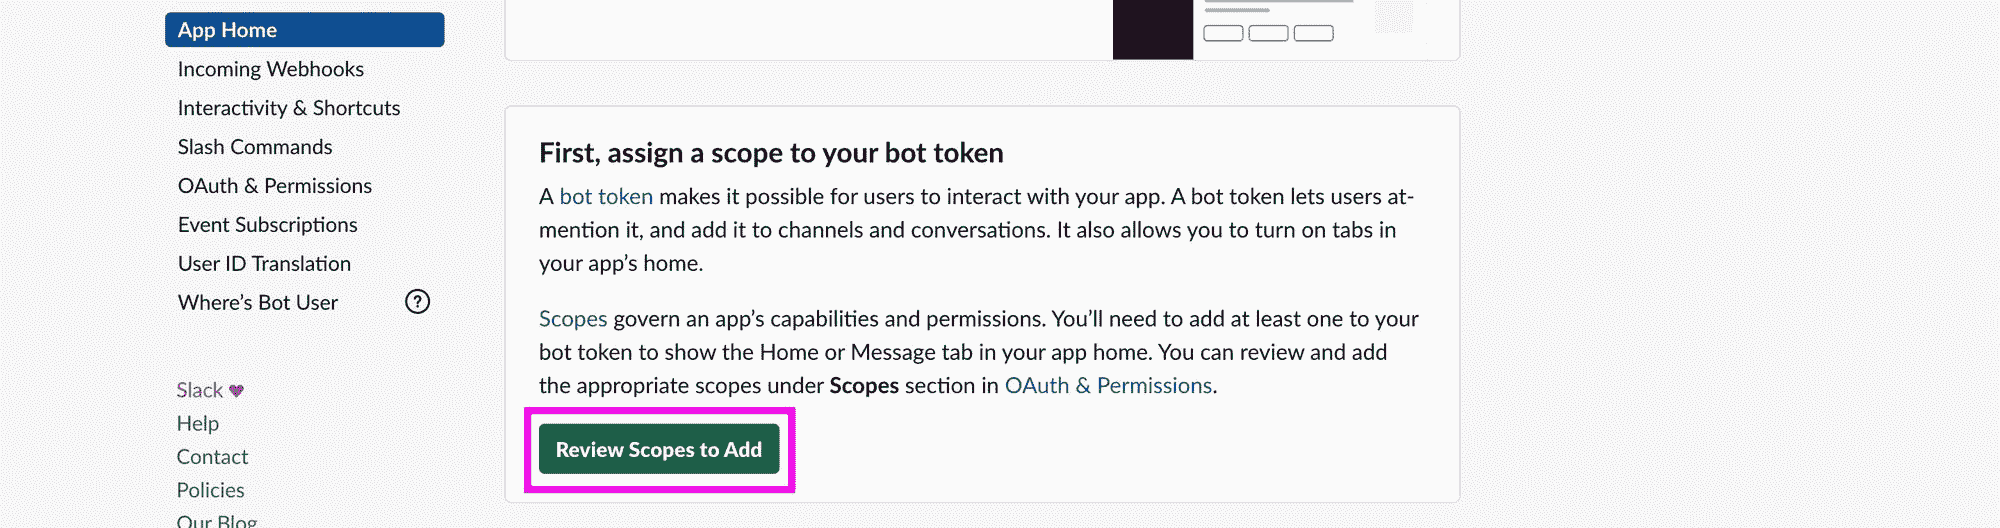 App Home
Incoming Webhooks
Interactivity & Shortcuts
Slash Commands
OAuth & Permissions
Event Subscriptions
User ID Translation
Where’s Bot User
?
Slack
Help
Contact
Policies
Our Blog
First, assign a scope to your bot token
A bot token makes it possible for users to interact with your app. A bot token lets users at-
mention it, and add it to channels and conversations. It also allows you to turn on tabs in
your app’s home.
Scopes govern an app’s capabilities and permissions. You’ll need to add at least one to your
bot token to show the Home or Message tab in your app home. You can review and add
the appropriate scopes under Scopes section in OAuth & Permissions.
Review Scopes to Add